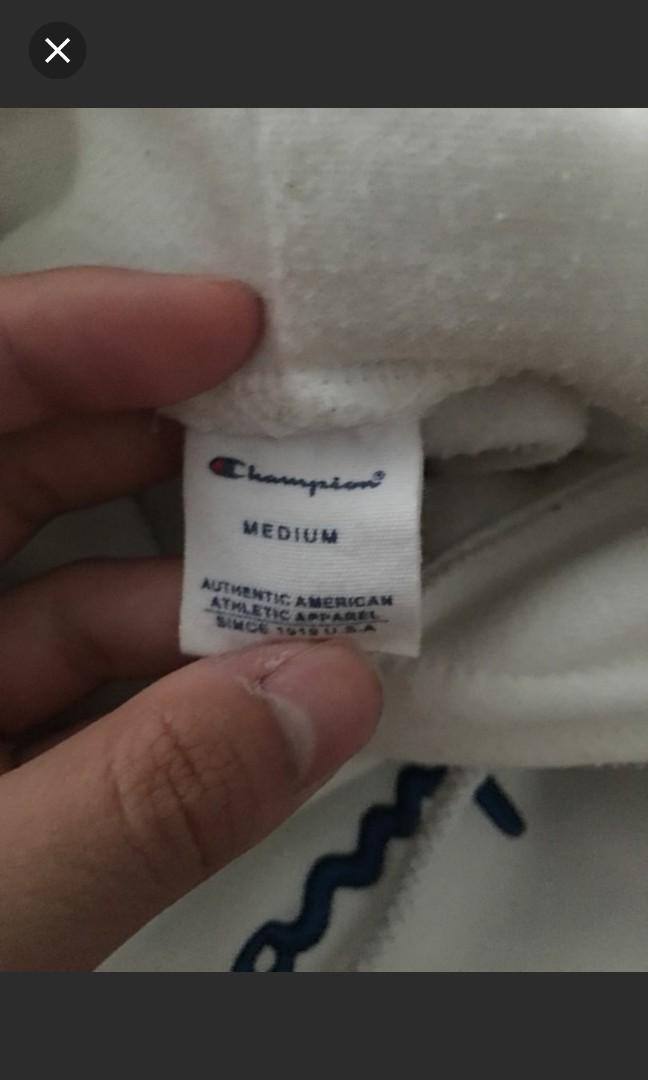 Champion®
MEDIUM
AUTHENTIC AMERICAN
ATHLETIC APPAREL
SINCE 1919 U.S.A